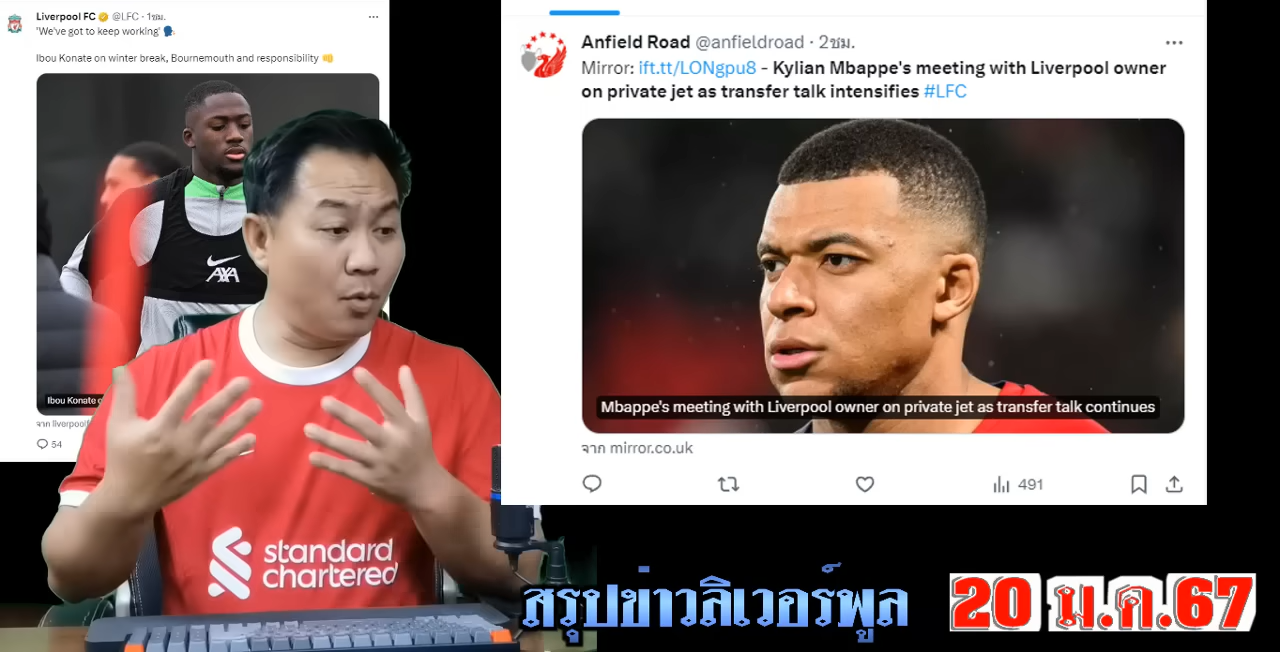 Liverpool FC @LFC · 1ชม.
'We've got to keep working'
Ibou Konate on winter break, Bournemouth and responsibility
AXA
Ibou Konate
จาก
54
Anfield Road @anfieldroad · 2ชม.
Mirror: ift.tt/LONgpu8 - Kylian Mbappe's meeting with Liverpool owner
on private jet as transfer talk intensifies #LFC
Mbappe's meeting with Liverpool owner on private jet as transfer talk continues
จาก mirror.co.uk
491
standard
chartered
สรุปข่าวลิเวอร์พูล 20 ม.ค.67